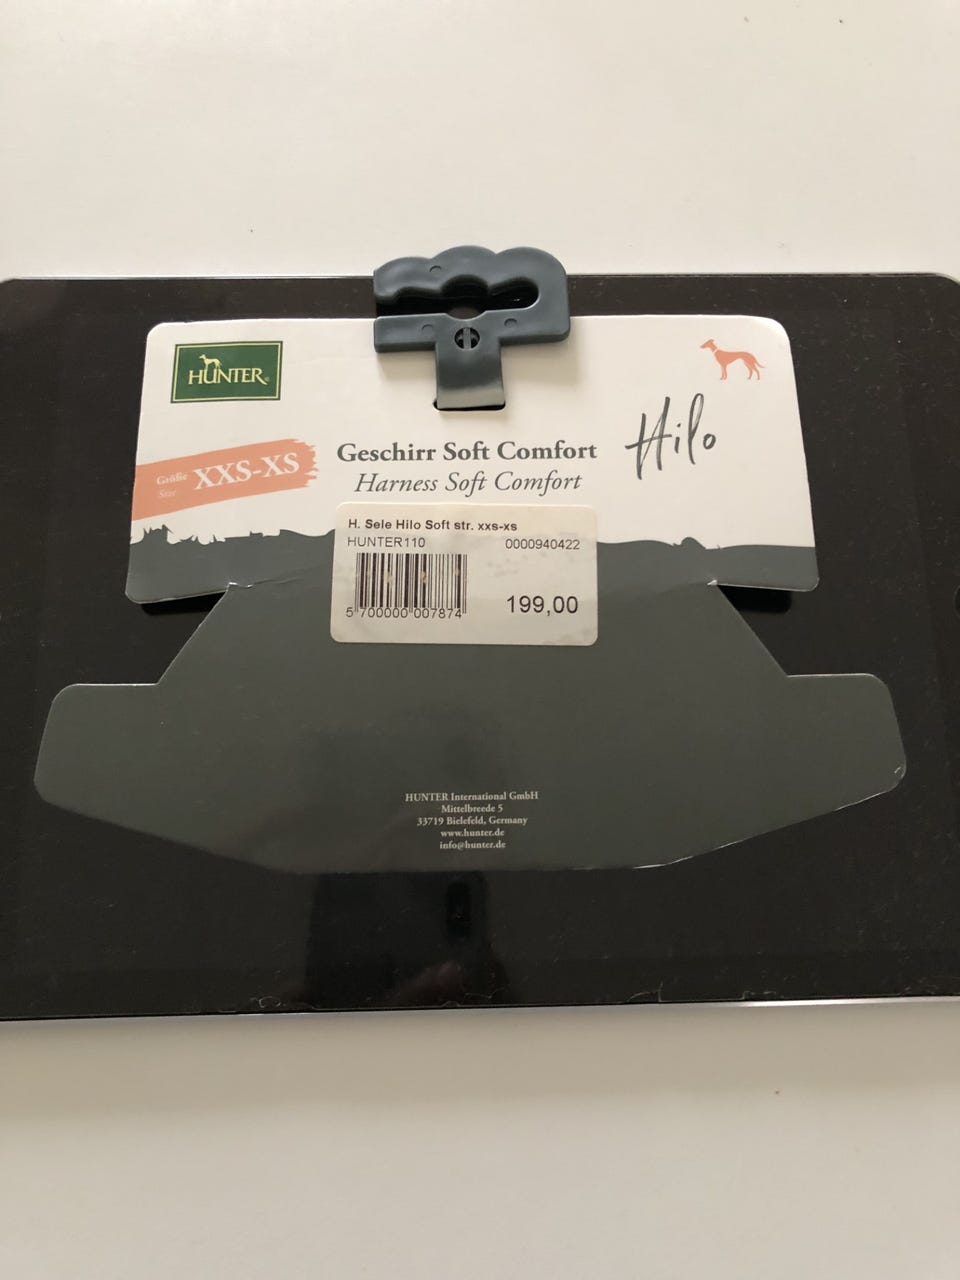 HUNTER
Hilo
Geschirr Soft Comfort
Harness Soft Comfort
Größe XXS-XS
Size
H. Sele Hilo Soft str. xxs-xs
HUNTER110 0000940422
5 700000 007874
199,00
HUNTER International GmbH
Mittelbreede 5
33719 Bielefeld, Germany
www.hunter.de
info@hunter.de